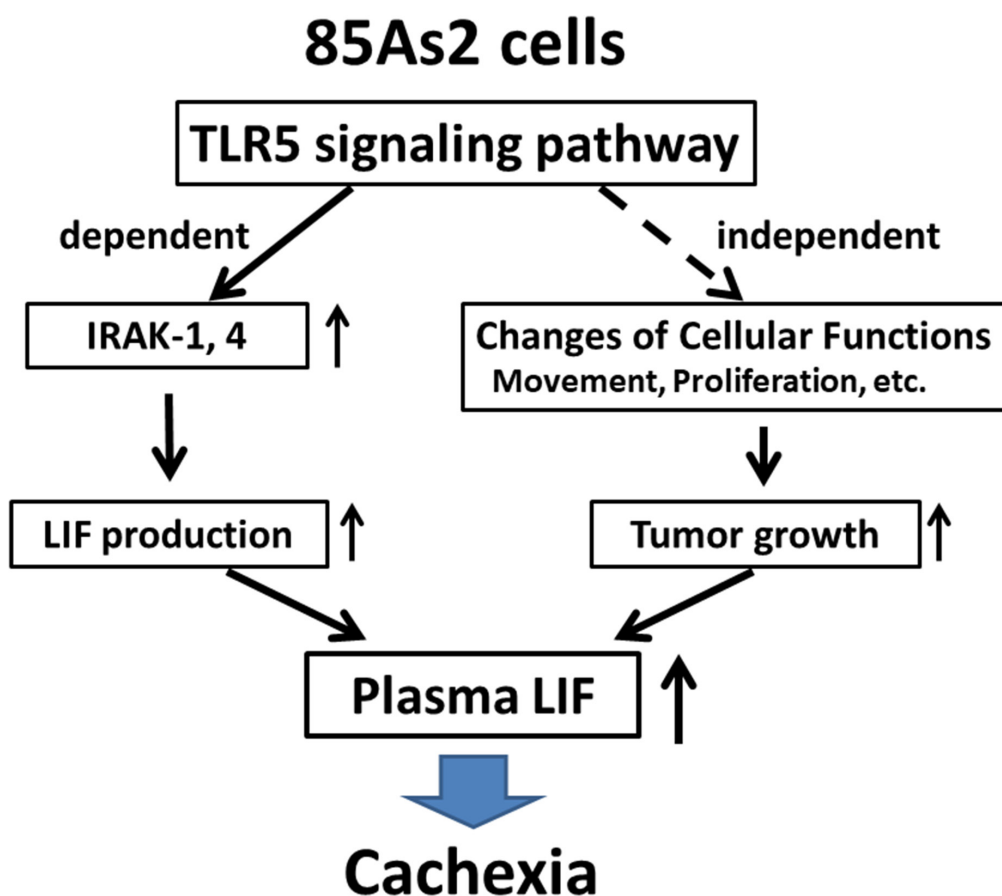 85As2 cells
TLR5 signaling pathway
dependent
independent
IRAK-1, 4
Changes of Cellular Functions
Movement, Proliferation, etc.
LIF production
Tumor growth
Plasma LIF
Cachexia